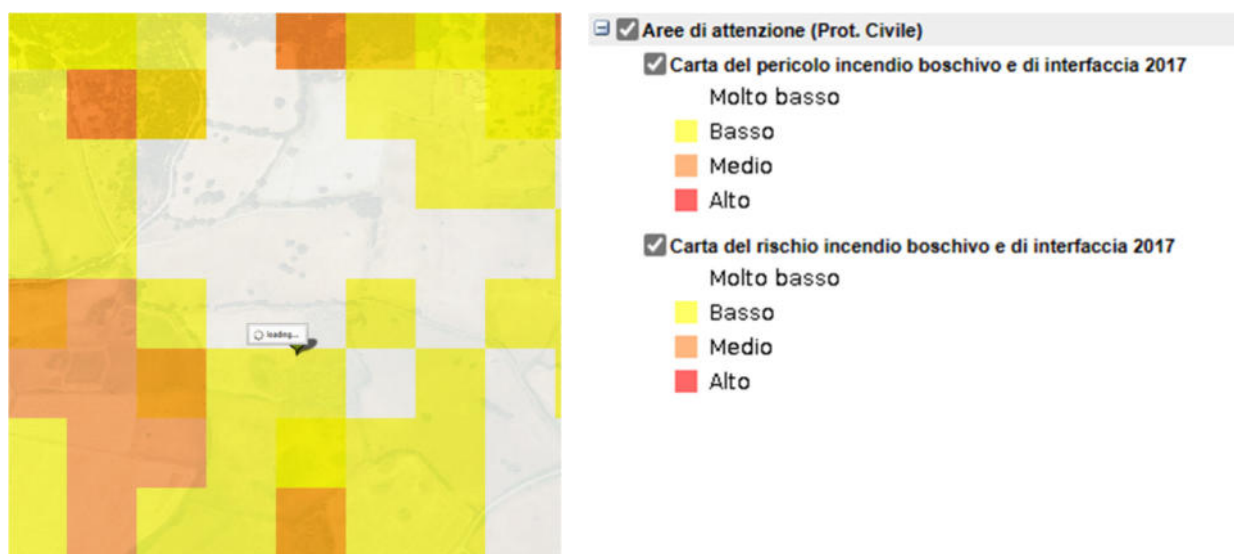 loading...
Aree di attenzione (Prot. Civile)
Carta del pericolo incendio boschivo e di interfaccia 2017
Molto basso
Basso
Medio
Alto
Carta del rischio incendio boschivo e di interfaccia 2017
Molto basso
Basso
Medio
Alto